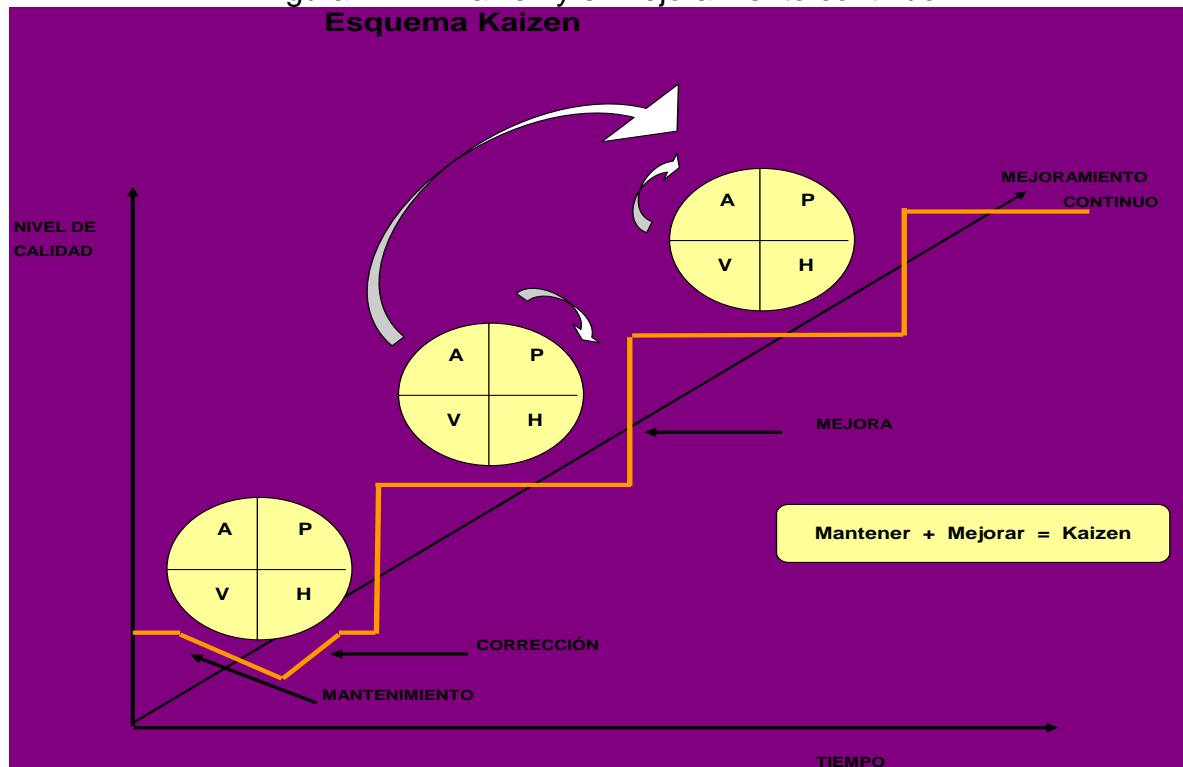 Esquema Kaizen
MEJORAMIENTO
CONTINUO
NIVEL DE
CALIDAD
A P
V H
A P
V H
MEJORA
A P
V H
Mantener + Mejorar = Kaizen
CORRECCIÓN
MANTENIMIENTO
TIEMPO